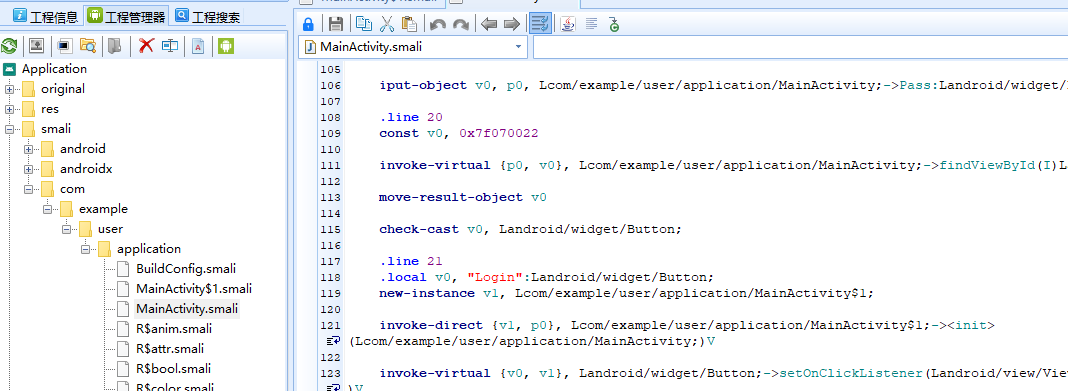 工程信息 工程管理器 工程搜索
Application
original
res
smali
android
androidx
com
example
user
application
BuildConfig.smali
MainActivity$1.smali
MainActivity.smali
R$anim.smali
R$attr.smali
R$bool.smali
R$color.smali
MainActivity.smali
105
106 iput-object v0, p0, Lcom/example/user/application/MainActivity;->Pass:Landroid/widget/
107
108 .line 20
109 const v0, 0x7f070022
110
111 invoke-virtual {p0, v0}, Lcom/example/user/application/MainActivity;->findViewById(I)L
112
113 move-result-object v0
114
115 check-cast v0, Landroid/widget/Button;
116
117 .line 21
118 .local v0, "Login":Landroid/widget/Button;
119 new-instance v1, Lcom/example/user/application/MainActivity$1;
120
121 invoke-direct {v1, p0}, Lcom/example/user/application/MainActivity$1;-><init>
(Lcom/example/user/application/MainActivity;)V
122
123 invoke-virtual {v0, v1}, Landroid/widget/Button;->setOnClickListener(Landroid/view/Vie
)V